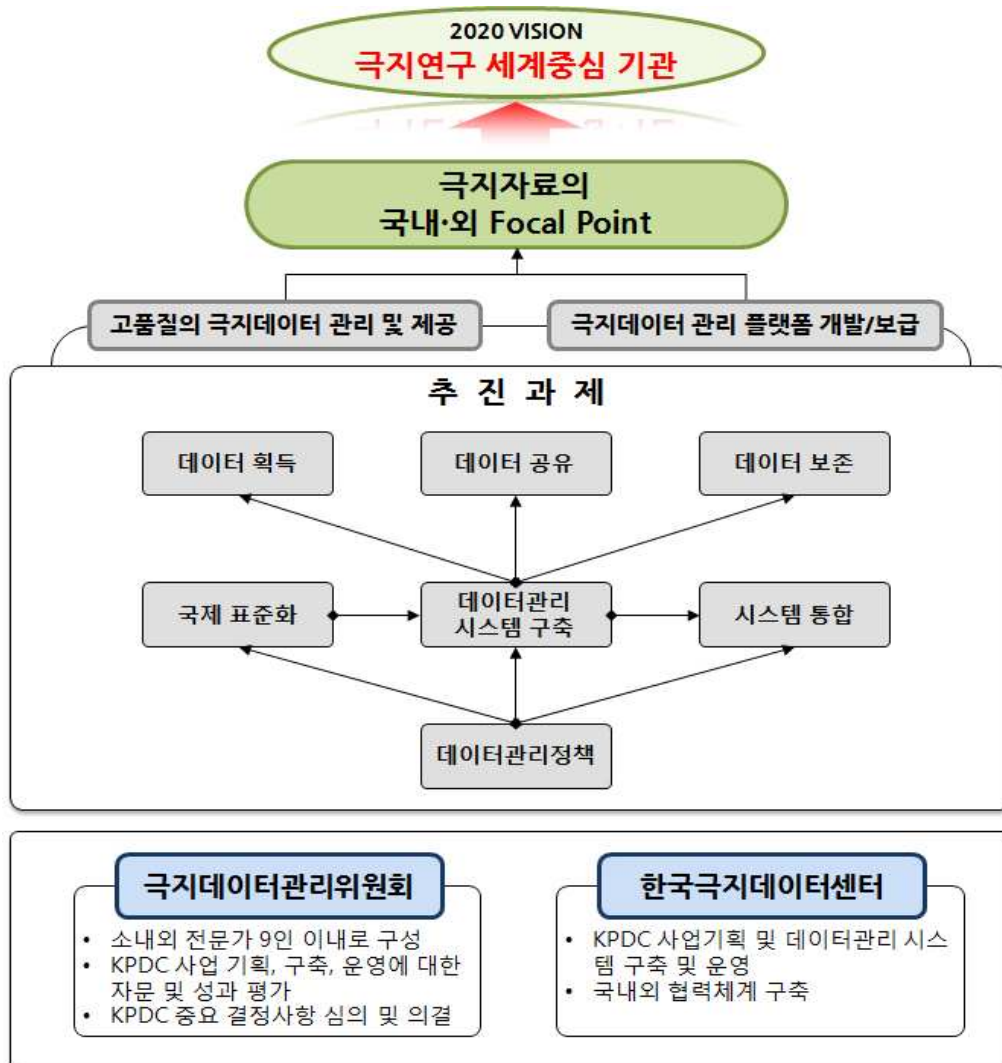 2020 VISION
극지연구 세계중심 기관
극지자료의
국내·외 Focal Point
고품질의 극지데이터 관리 및 제공
극지데이터 관리 플랫폼 개발/보급
추 진 과 제
데이터 획득
데이터 공유
데이터 보존
국제 표준화
데이터관리
시스템 구축
시스템 통합
데이터관리정책
극지데이터관리위원회
• 소내외 전문가 9인 이내로 구성
• KPDC 사업 기획, 구축, 운영에 대한
자문 및 성과 평가
• KPDC 중요 결정사항 심의 및 의결
한국극지데이터센터
• KPDC 사업기획 및 데이터관리 시스
템 구축 및 운영
• 국내외 협력체계 구축